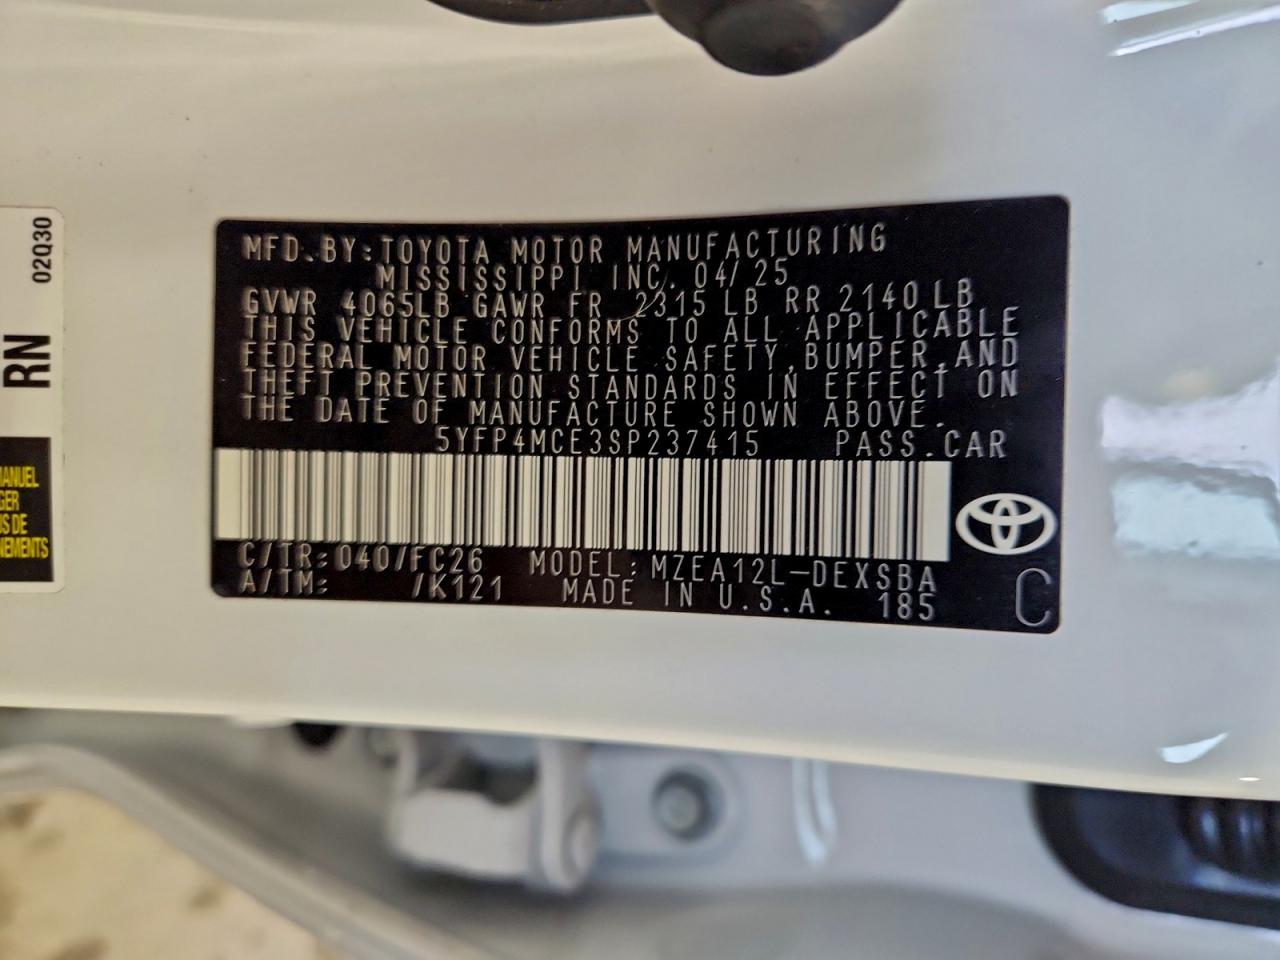 02Q30
RN
MANUEL
NEMENTS
MFD. BY: TOYOTA MOTOR MANUFACTURING
MISSISSIPPI, INC. 04/25
GVWR 4065LB GAWR FR 2315 LB RR 2140 LB
THIS VEHICLE CONFORMS TO ALL APPLICABLE
FEDERAL MOTOR VEHICLE SAFETY, BUMPER, AND
THEFT PREVENTION STANDARDS IN EFFECT ON
THE DATE OF MANUFACTURE SHOWN ABOVE.
5YFP4MCE3SP237415 PASS. CAR
C/TR: 040/FC26 MODEL: MZEA12L-DEXSBA
A/TM: /K121 MADE IN U.S.A. 185 C